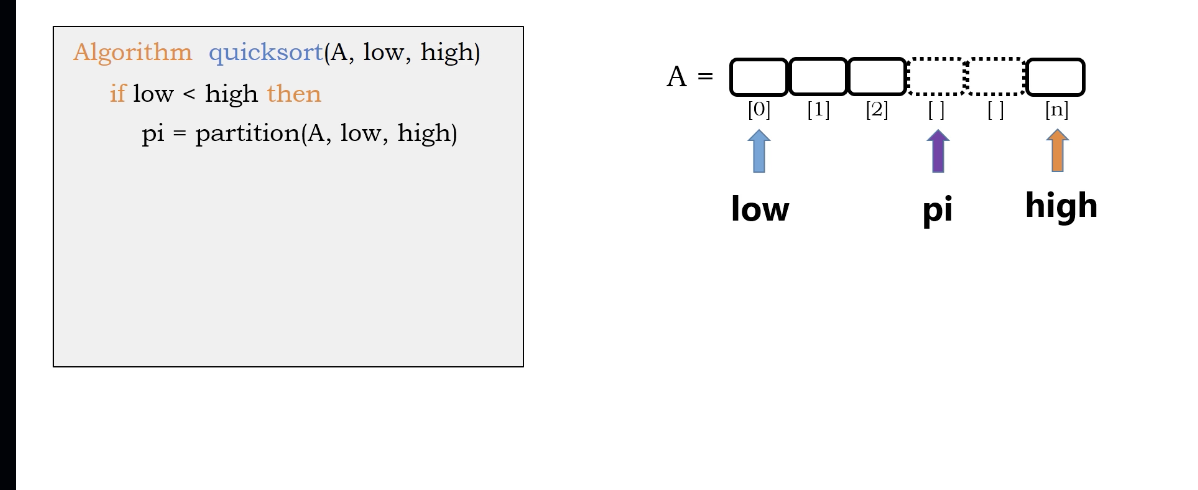 Algorithm quicksort(A, low, high)
if low < high then
pi = partition(A, low, high)
A =
[0] [1] [2] [ ] [ ] [n]
low pi high